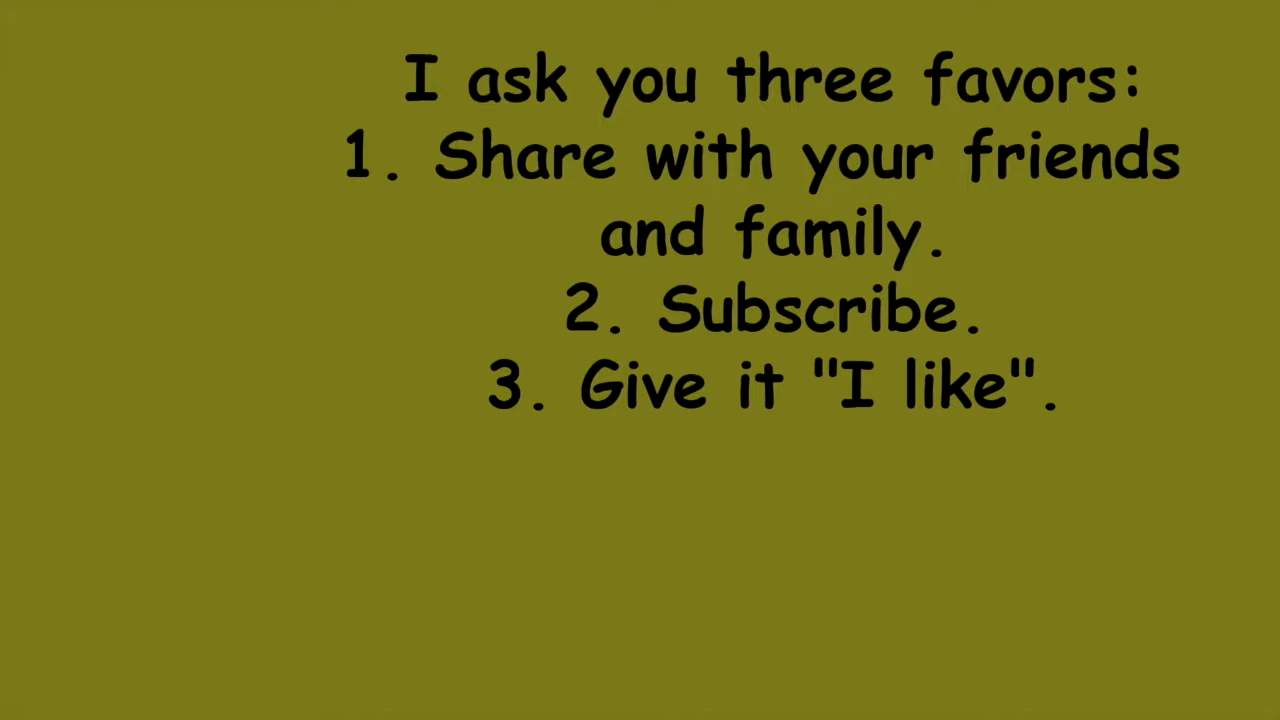 I ask you three favors:
1. Share with your friends
and family.
2. Subscribe.
3. Give it "I like".